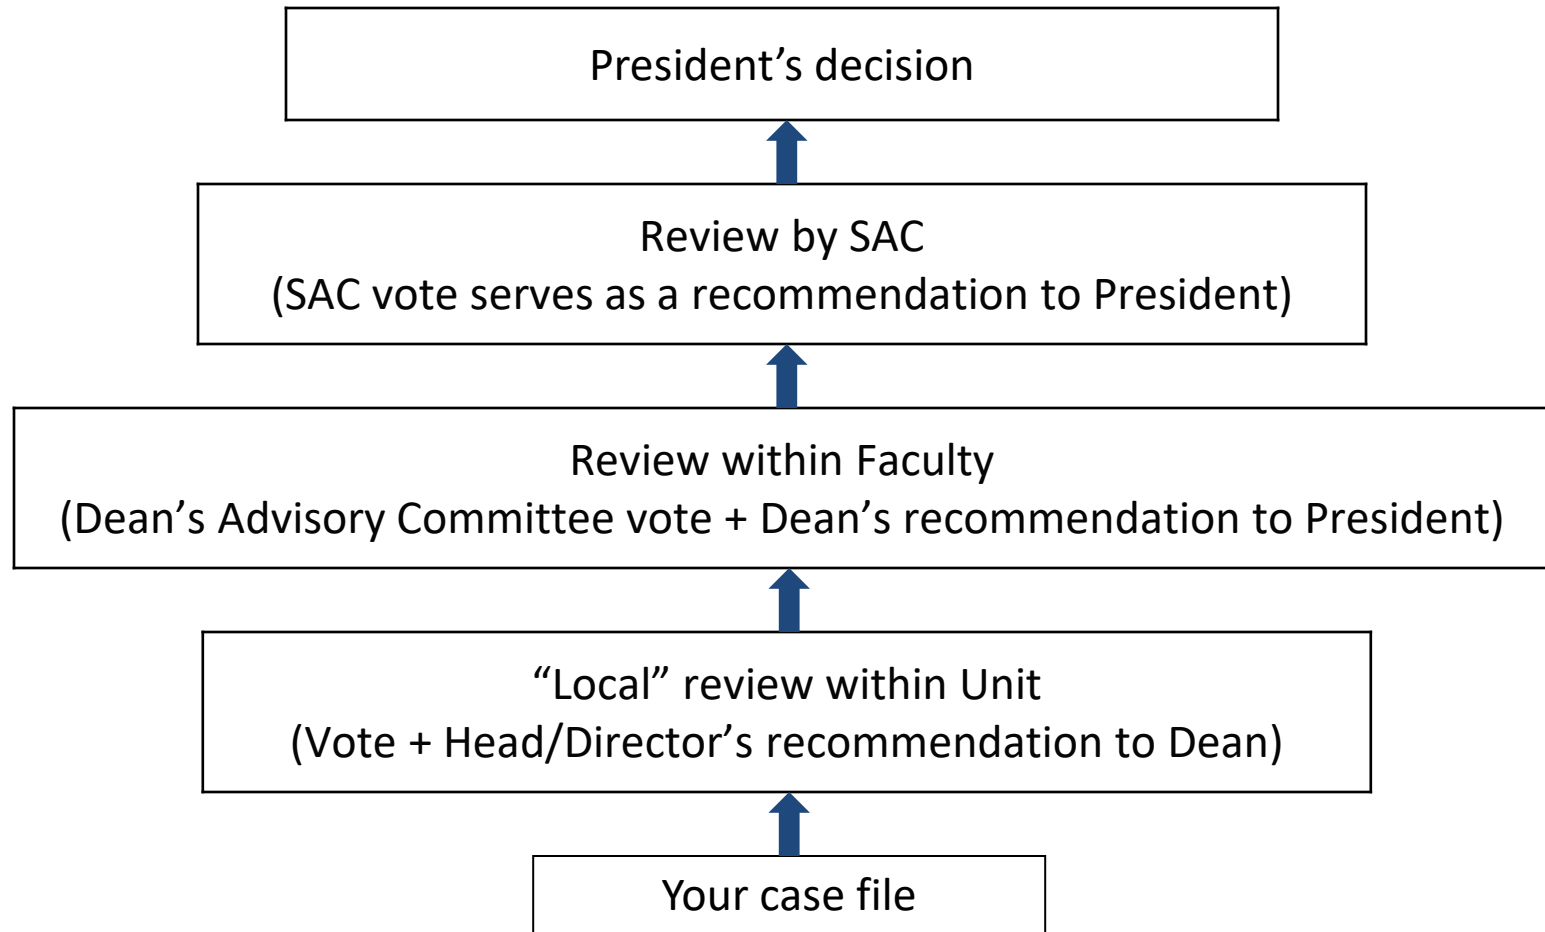 President’s decision
Review by SAC
(SAC vote serves as a recommendation to President)
Review within Faculty
(Dean’s Advisory Committee vote + Dean’s recommendation to President)
“Local” review within Unit
(Vote + Head/Director’s recommendation to Dean)
Your case file